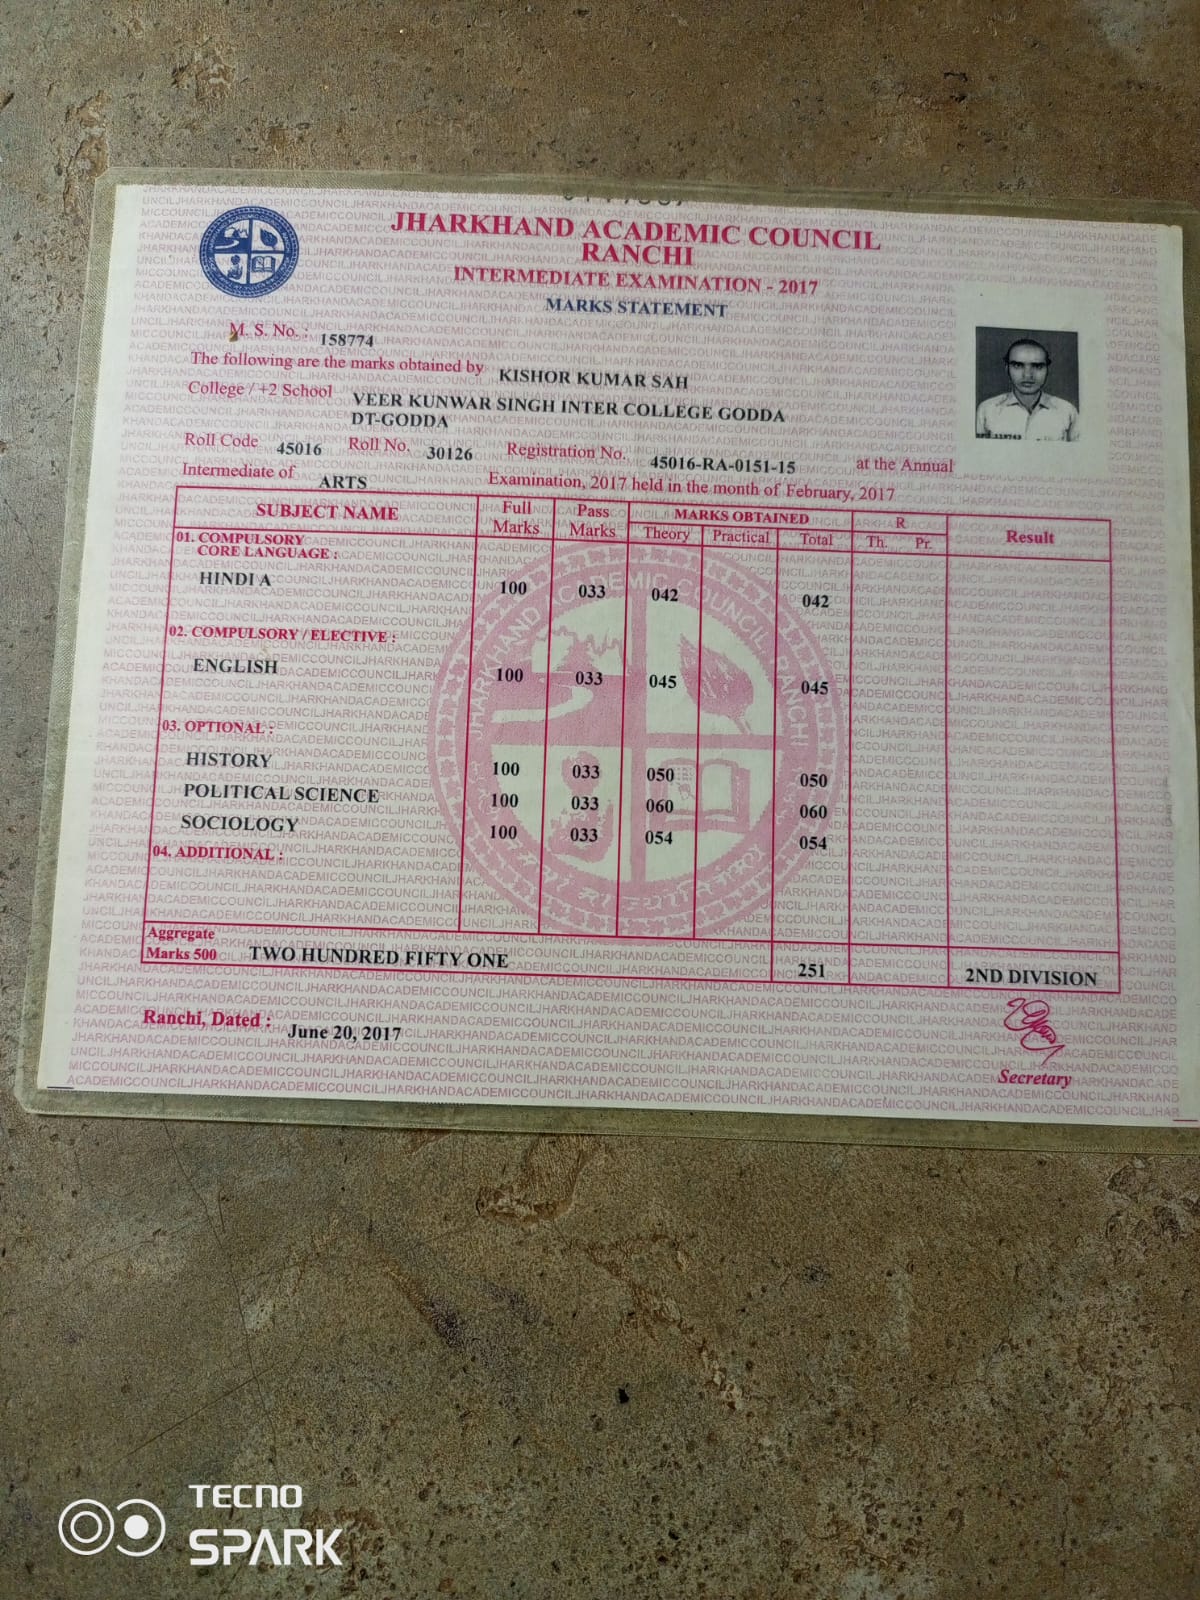 JHARKHAND ACADEMIC COUNCIL
RANCHI
INTERMEDIATE EXAMINATION - 2017
MARKS STATEMENT
M. S. No. : 158774
The following are the marks obtained by KISHOR KUMAR SAH
College / +2 School VEER KUNWAR SINGH INTER COLLEGE GODDA
DT-GODDA
Roll Code 45016 Roll No. 30126 Registration No. 45016-RA-0151-15 at the Annual
Intermediate of ARTS Examination, 2017 held in the month of February, 2017
SUBJECT NAME Full Marks Pass Marks MARKS OBTAINED R Result
Theory Practical Total Th. Pr.
01. COMPULSORY
CORE LANGUAGE :
HINDI A 100 033 042 042
02. COMPULSORY / ELECTIVE :
ENGLISH 100 033 045 045
03. OPTIONAL :
HISTORY 100 033 050 050
POLITICAL SCIENCE 100 033 060 060
SOCIOLOGY 100 033 054 054
04. ADDITIONAL :
Aggregate
Marks 500 TWO HUNDRED FIFTY ONE 251 2ND DIVISION
Ranchi, Dated : June 20, 2017
Secretary
JHARKHAND ACADEMIC COUNCIL, RANCHI
TECNO
SPARK